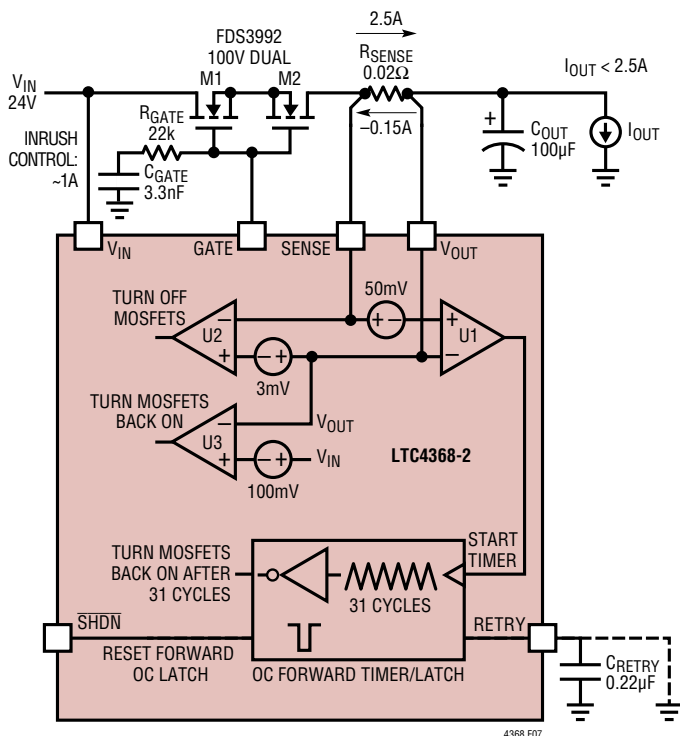 FDS3992
100V DUAL
M1
M2
2.5A
RSENSE
0.02Ω
–0.15A
IOUT < 2.5A
VIN
24V
RGATE
22k
INRUSH
CONTROL:
~1A
CGATE
3.3nF
+
COUT
100µF
IOUT
VIN
GATE
SENSE
VOUT
50mV
TURN OFF
MOSFETS
–
+
U2
– +
3mV
+ –
+
–
U1
TURN MOSFETS
BACK ON
–
+
U3
VOUT
– +
VIN
100mV
LTC4368-2
START
TIMER
TURN MOSFETS
BACK ON AFTER
31 CYCLES
31 CYCLES
SHDN
RETRY
RESET FORWARD
OC LATCH
OC FORWARD TIMER/LATCH
CRETRY
0.22µF
4368 F07